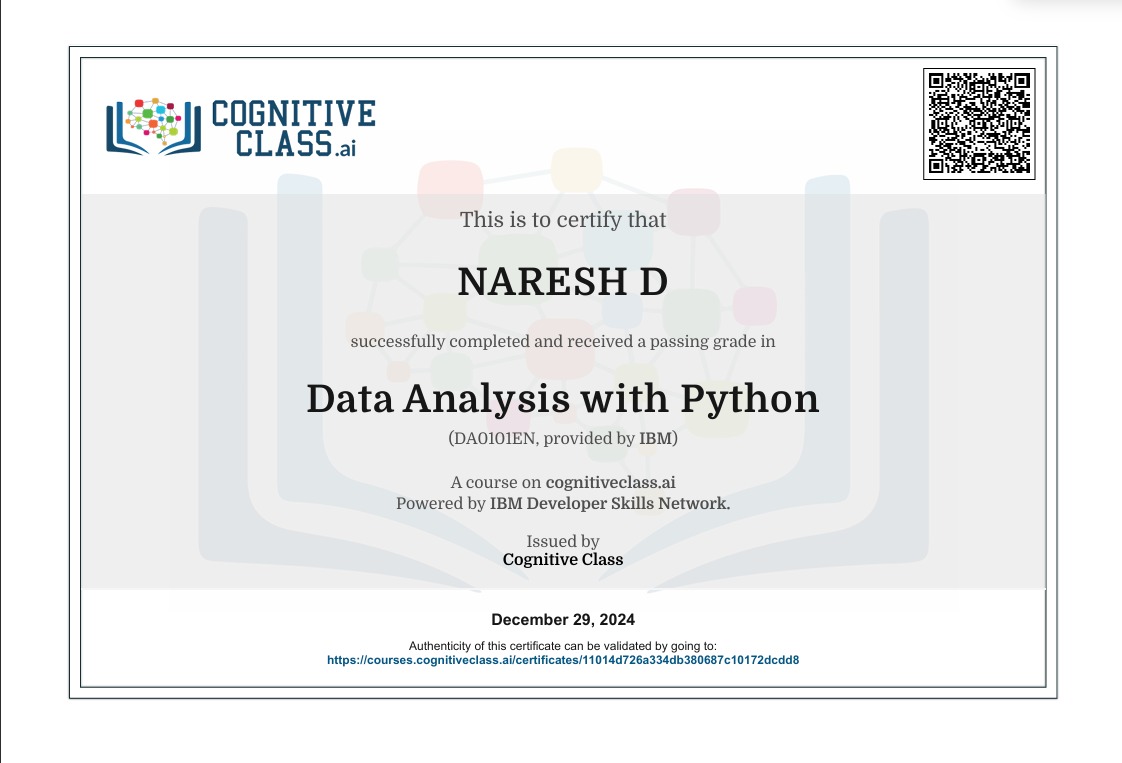 COGNITIVE
CLASS.ai
This is to certify that
NARESH D
successfully completed and received a passing grade in
Data Analysis with Python
(DA0101EN, provided by IBM)
A course on cognitiveclass.ai
Powered by IBM Developer Skills Network.
Issued by
Cognitive Class
December 29, 2024
Authenticity of this certificate can be validated by going to:
https://courses.cognitiveclass.ai/certificates/11014d726a334db380687c10172dcdd8